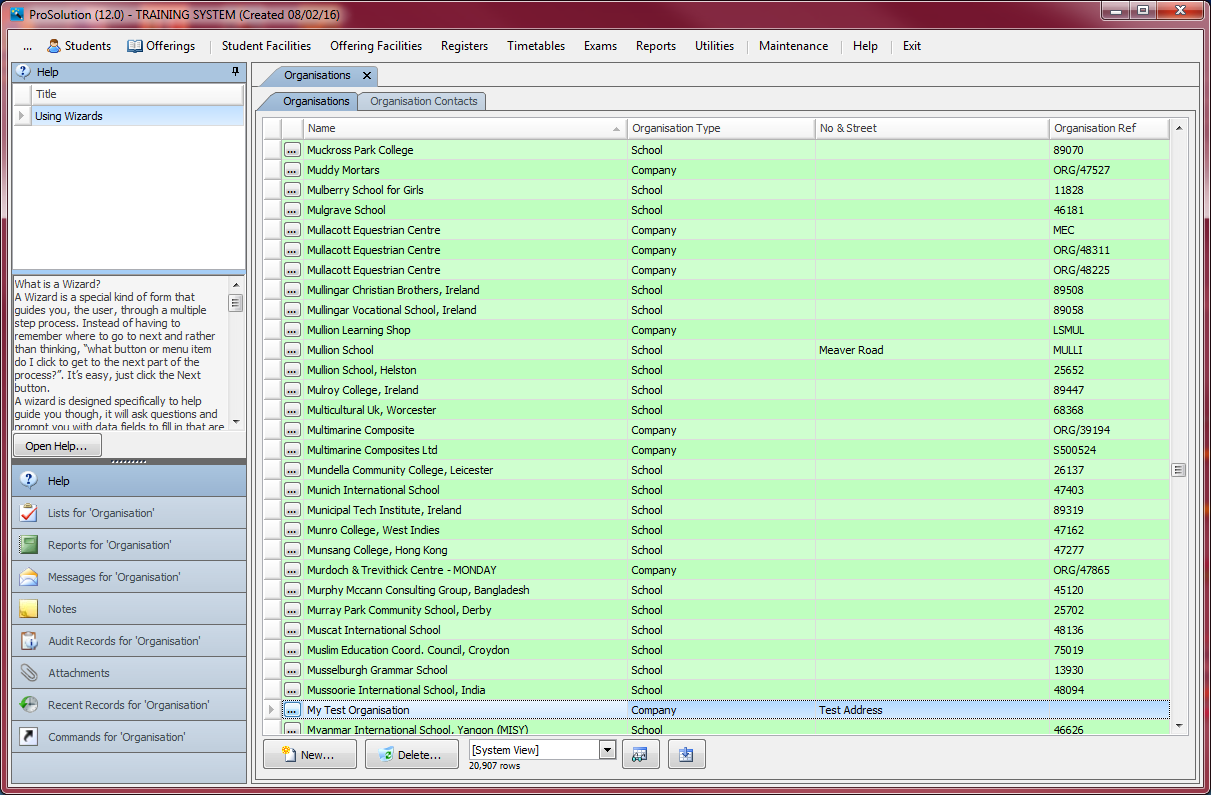 ProSolution (12.0) - TRAINING SYSTEM (Created 08/02/16)
... Students Offerings Student Facilities Offering Facilities Registers Timetables Exams Reports Utilities Maintenance Help Exit
Help
Title
Using Wizards
What is a Wizard?
A Wizard is a special kind of form that
guides you, the user, through a multiple
step process. Instead of having to
remember where to go to next and rather
than thinking, "what button or menu item
do I click to get to the next part of the
process?". It's easy, just click the Next
button.
A wizard is designed specifically to help
guide you though, it will ask questions and
prompt you with data fields to fill in that are
Open Help...
Help
Lists for 'Organisation'
Reports for 'Organisation'
Messages for 'Organisation'
Notes
Audit Records for 'Organisation'
Attachments
Recent Records for 'Organisation'
Commands for 'Organisation'
Organisations
Organisations Organisation Contacts
Name Organisation Type No & Street Organisation Ref
... Muckross Park College School 89070
... Muddy Mortars Company ORG/47527
... Mulberry School for Girls School 11828
... Mulgrave School School 46181
... Mullacott Equestrian Centre Company MEC
... Mullacott Equestrian Centre Company ORG/48311
... Mullacott Equestrian Centre Company ORG/48225
... Mullingar Christian Brothers, Ireland School 89508
... Mullingar Vocational School, Ireland School 89058
... Mullion Learning Shop Company LSMUL
... Mullion School School Meaver Road MULLI
... Mullion School, Helston School 25652
... Mulroy College, Ireland School 89447
... Multicultural Uk, Worcester School 68368
... Multimarine Composite Company ORG/39194
... Multimarine Composites Ltd Company S500524
... Mundella Community College, Leicester School 26137
... Munich International School School 47403
... Municipal Tech Institute, Ireland School 89319
... Munro College, West Indies School 47162
... Munsang College, Hong Kong School 47277
... Murdoch & Trevithick Centre - MONDAY Company ORG/47865
... Murphy Mccann Consulting Group, Bangladesh School 45120
... Murray Park Community School, Derby School 25702
... Muscat International School School 48136
... Muslim Education Coord. Council, Croydon School 75019
... Musselburgh Grammar School School 13930
... Mussoorie International School, India School 48094
... My Test Organisation Company Test Address
... Myanmar International School, Yangon (MISY) School 46626
New... Delete... [System View]
20,907 rows